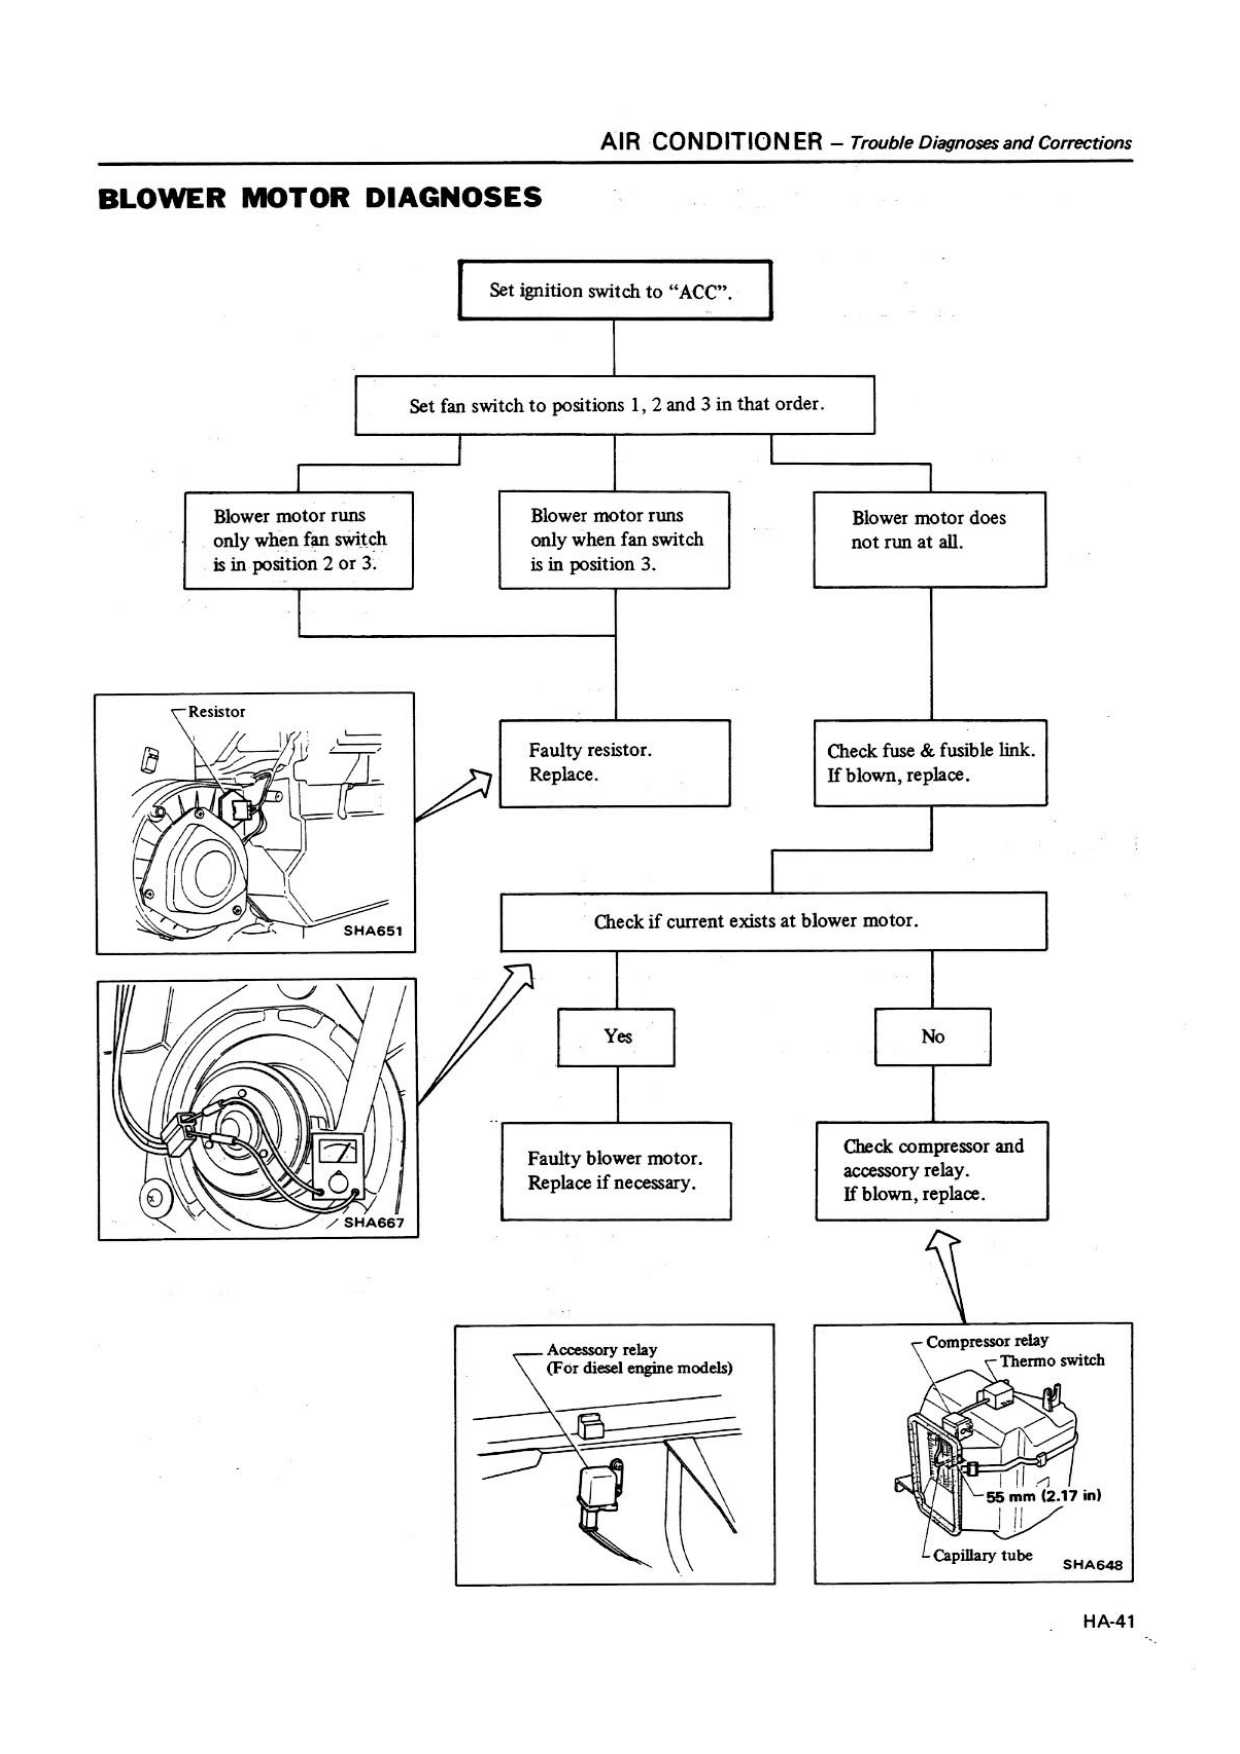 AIR CONDITIONER – Trouble Diagnoses and Corrections
BLOWER MOTOR DIAGNOSES
Set ignition switch to “ACC”.
Set fan switch to positions 1, 2 and 3 in that order.
Blower motor runs
only when fan switch
is in position 2 or 3.
Blower motor runs
only when fan switch
is in position 3.
Blower motor does
not run at all.
Resistor
SHA651
Faulty resistor.
Replace.
Check fuse & fusible link.
If blown, replace.
Check if current exists at blower motor.
Yes
No
SHA667
Faulty blower motor.
Replace if necessary.
Check compressor and
accessory relay.
If blown, replace.
Accessory relay
(For diesel engine models)
Compressor relay
Thermo switch
55 mm (2.17 in)
Capillary tube
SHA648
HA-41